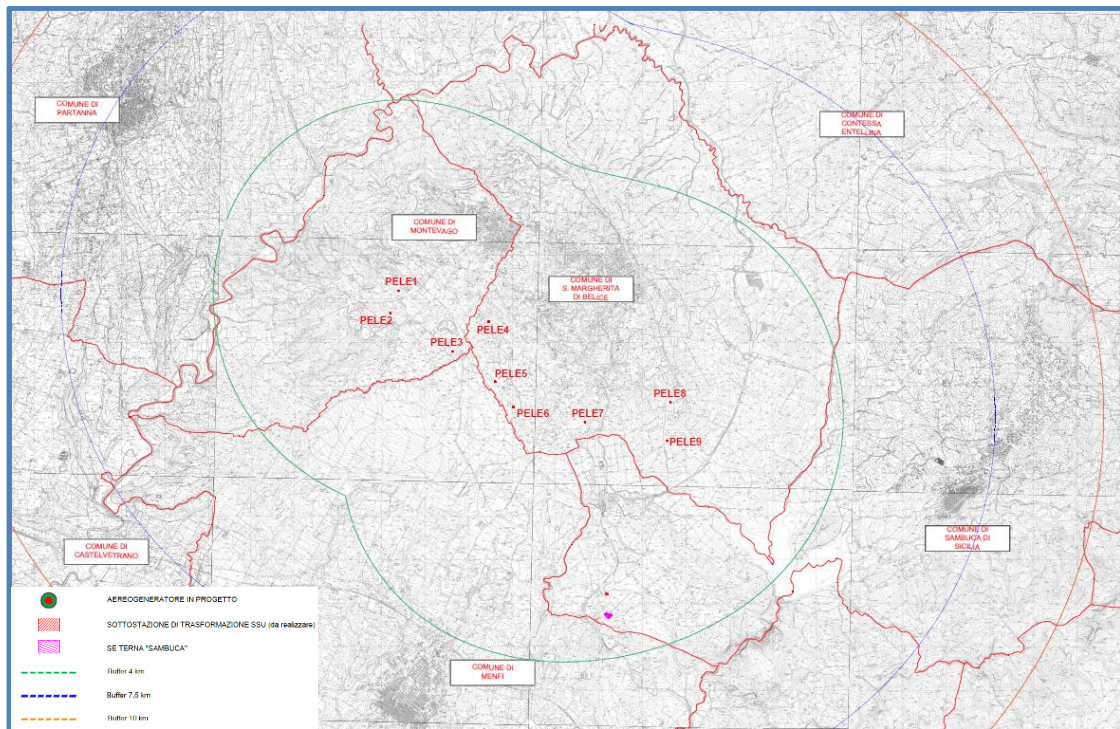 COMUNE DI
PARTANNA
COMUNE DI
CONTESSA
ENTELLINA
COMUNE DI
MONTEVAGO
COMUNE DI
S. MARGHERITA
DI BELICE
PELE1
PELE2
PELE3
PELE4
PELE5
PELE6
PELE7
PELE8
PELE9
COMUNE DI
CASTELVETRANO
COMUNE DI
SAMBUCA DI
SICILIA
COMUNE DI
MENFI
AEREOGENERATORE IN PROGETTO
SOTTOSTAZIONE DI TRASFORMAZIONE SSU (da realizzare)
SE TERNA "SAMBUCA"
Buffer 4 km
Buffer 7,5 km
Buffer 10 km